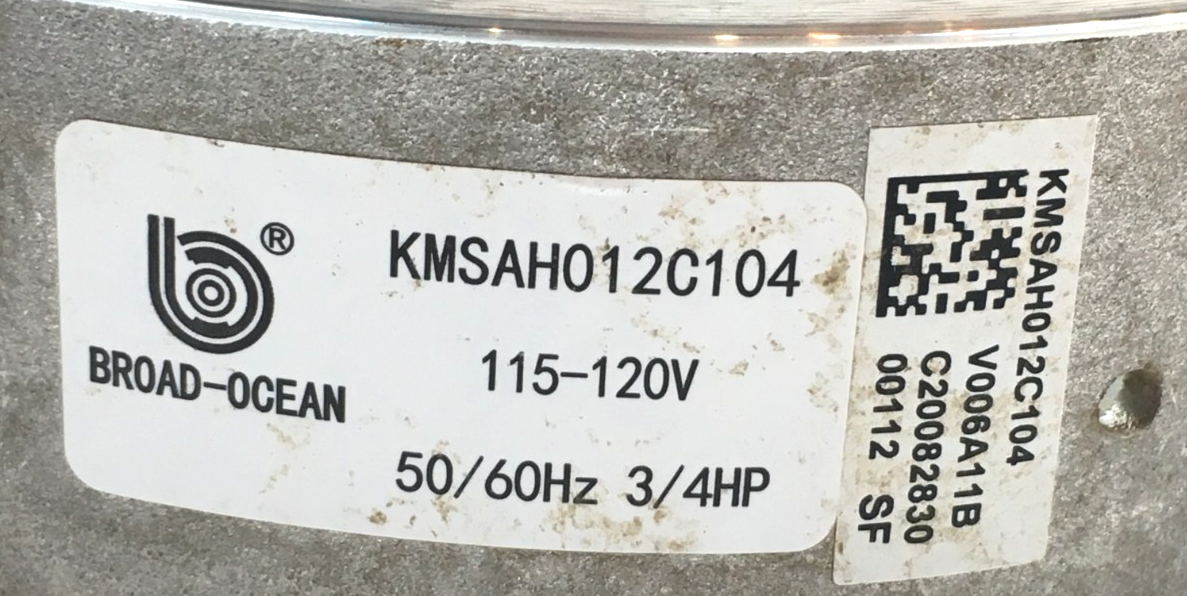 ®
BROAD-OCEAN
KMSAH012C104
115-120V
50/60Hz 3/4HP
KMSAH012C104
V006A11B
C20082830
00112 SF